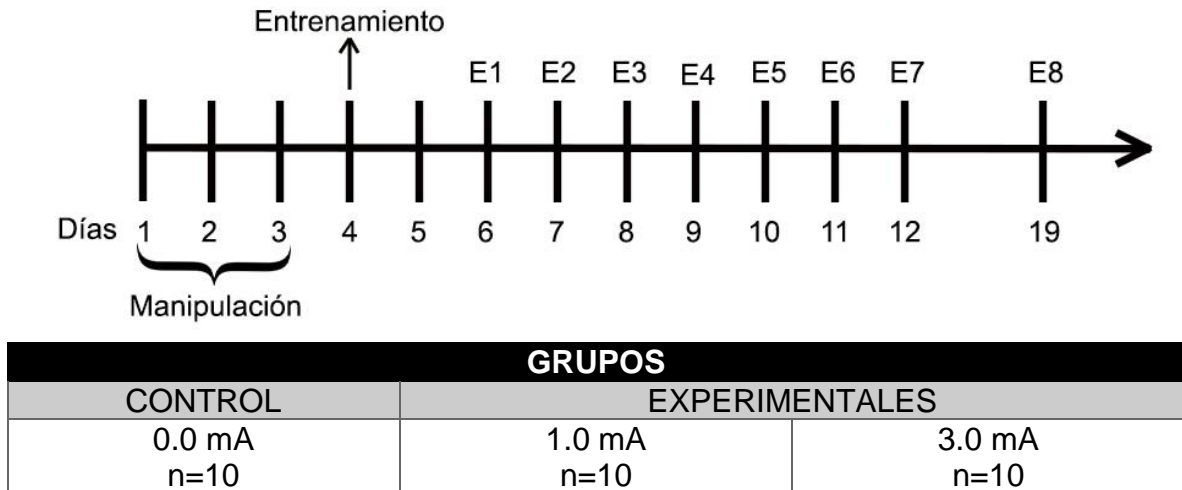 Entrenamiento
E1 E2 E3 E4 E5 E6 E7 E8
Días 1 2 3 4 5 6 7 8 9 10 11 12 19
Manipulación
GRUPOS
CONTROL EXPERIMENTALES
0.0 mA 1.0 mA 3.0 mA
n=10 n=10 n=10